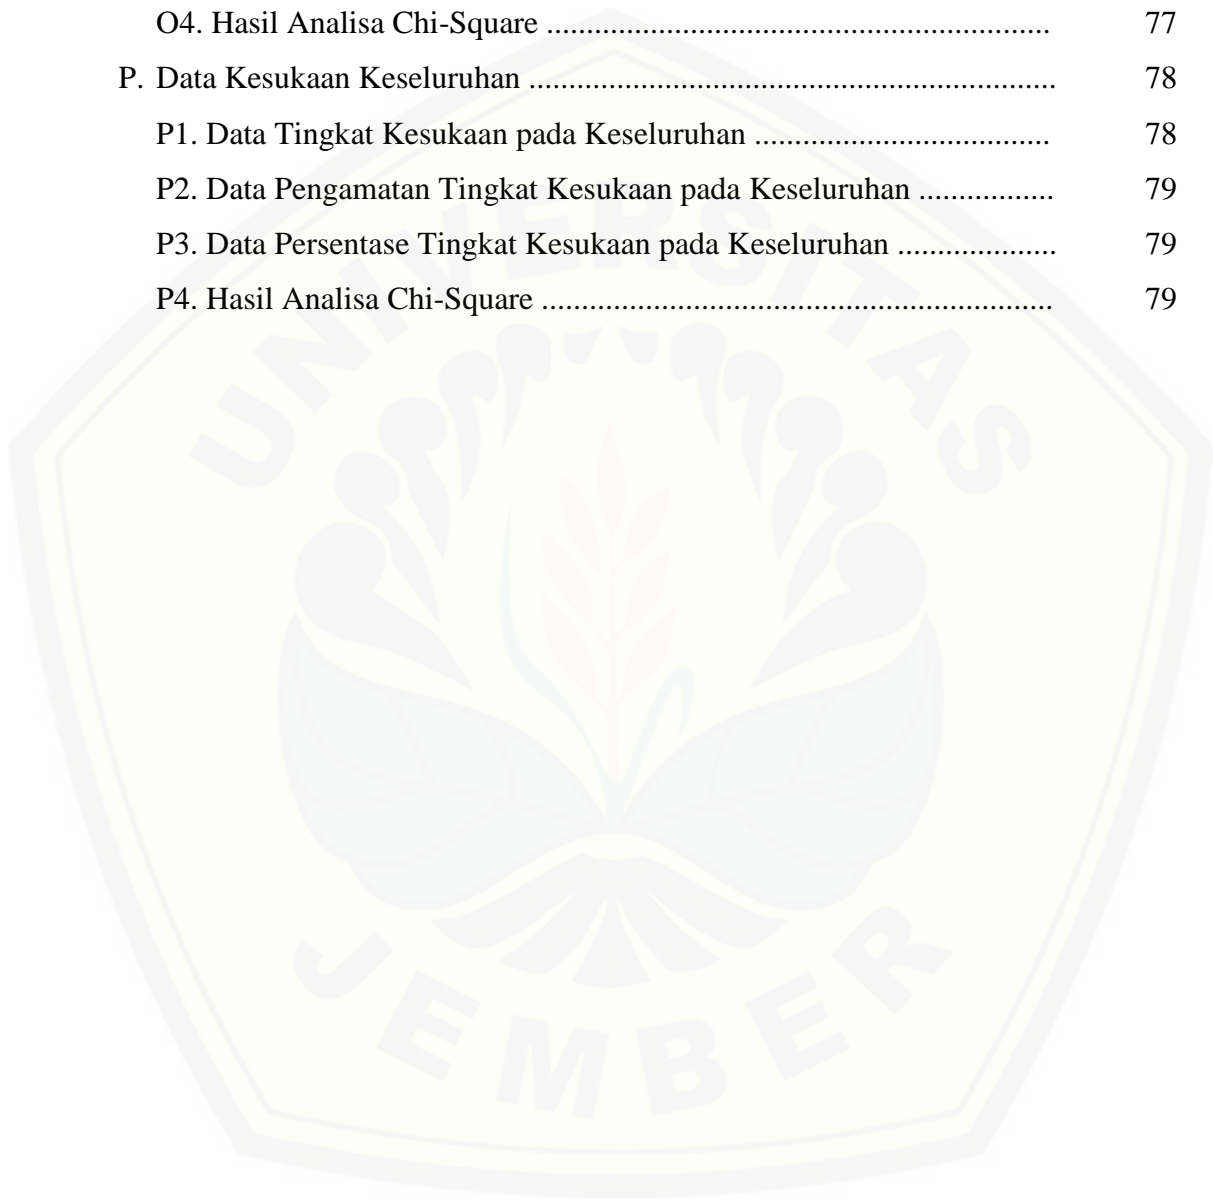 O4. Hasil Analisa Chi-Square .............................................................. 77
P. Data Kesukaan Keseluruhan ................................................................. 78
P1. Data Tingkat Kesukaan pada Keseluruhan .................................... 78
P2. Data Pengamatan Tingkat Kesukaan pada Keseluruhan ................ 79
P3. Data Persentase Tingkat Kesukaan pada Keseluruhan ................... 79
P4. Hasil Analisa Chi-Square ............................................................... 79
UNIVERSITAS
JEMBER